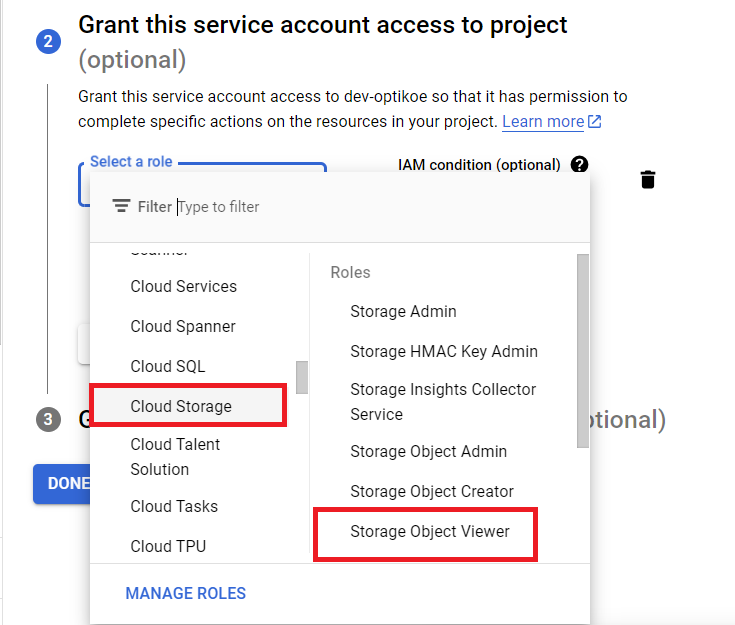 2
Grant this service account access to project
(optional)
Grant this service account access to dev-optikoe so that it has permission to
complete specific actions on the resources in your project. Learn more
Select a role
IAM condition (optional) ?
Filter Type to filter
Cloud Services
Cloud Spanner
Cloud SQL
Cloud Storage
Cloud Talent
Solution
Cloud Tasks
Cloud TPU
Roles
Storage Admin
Storage HMAC Key Admin
Storage Insights Collector
Service
Storage Object Admin
Storage Object Creator
Storage Object Viewer
MANAGE ROLES
3
DONE